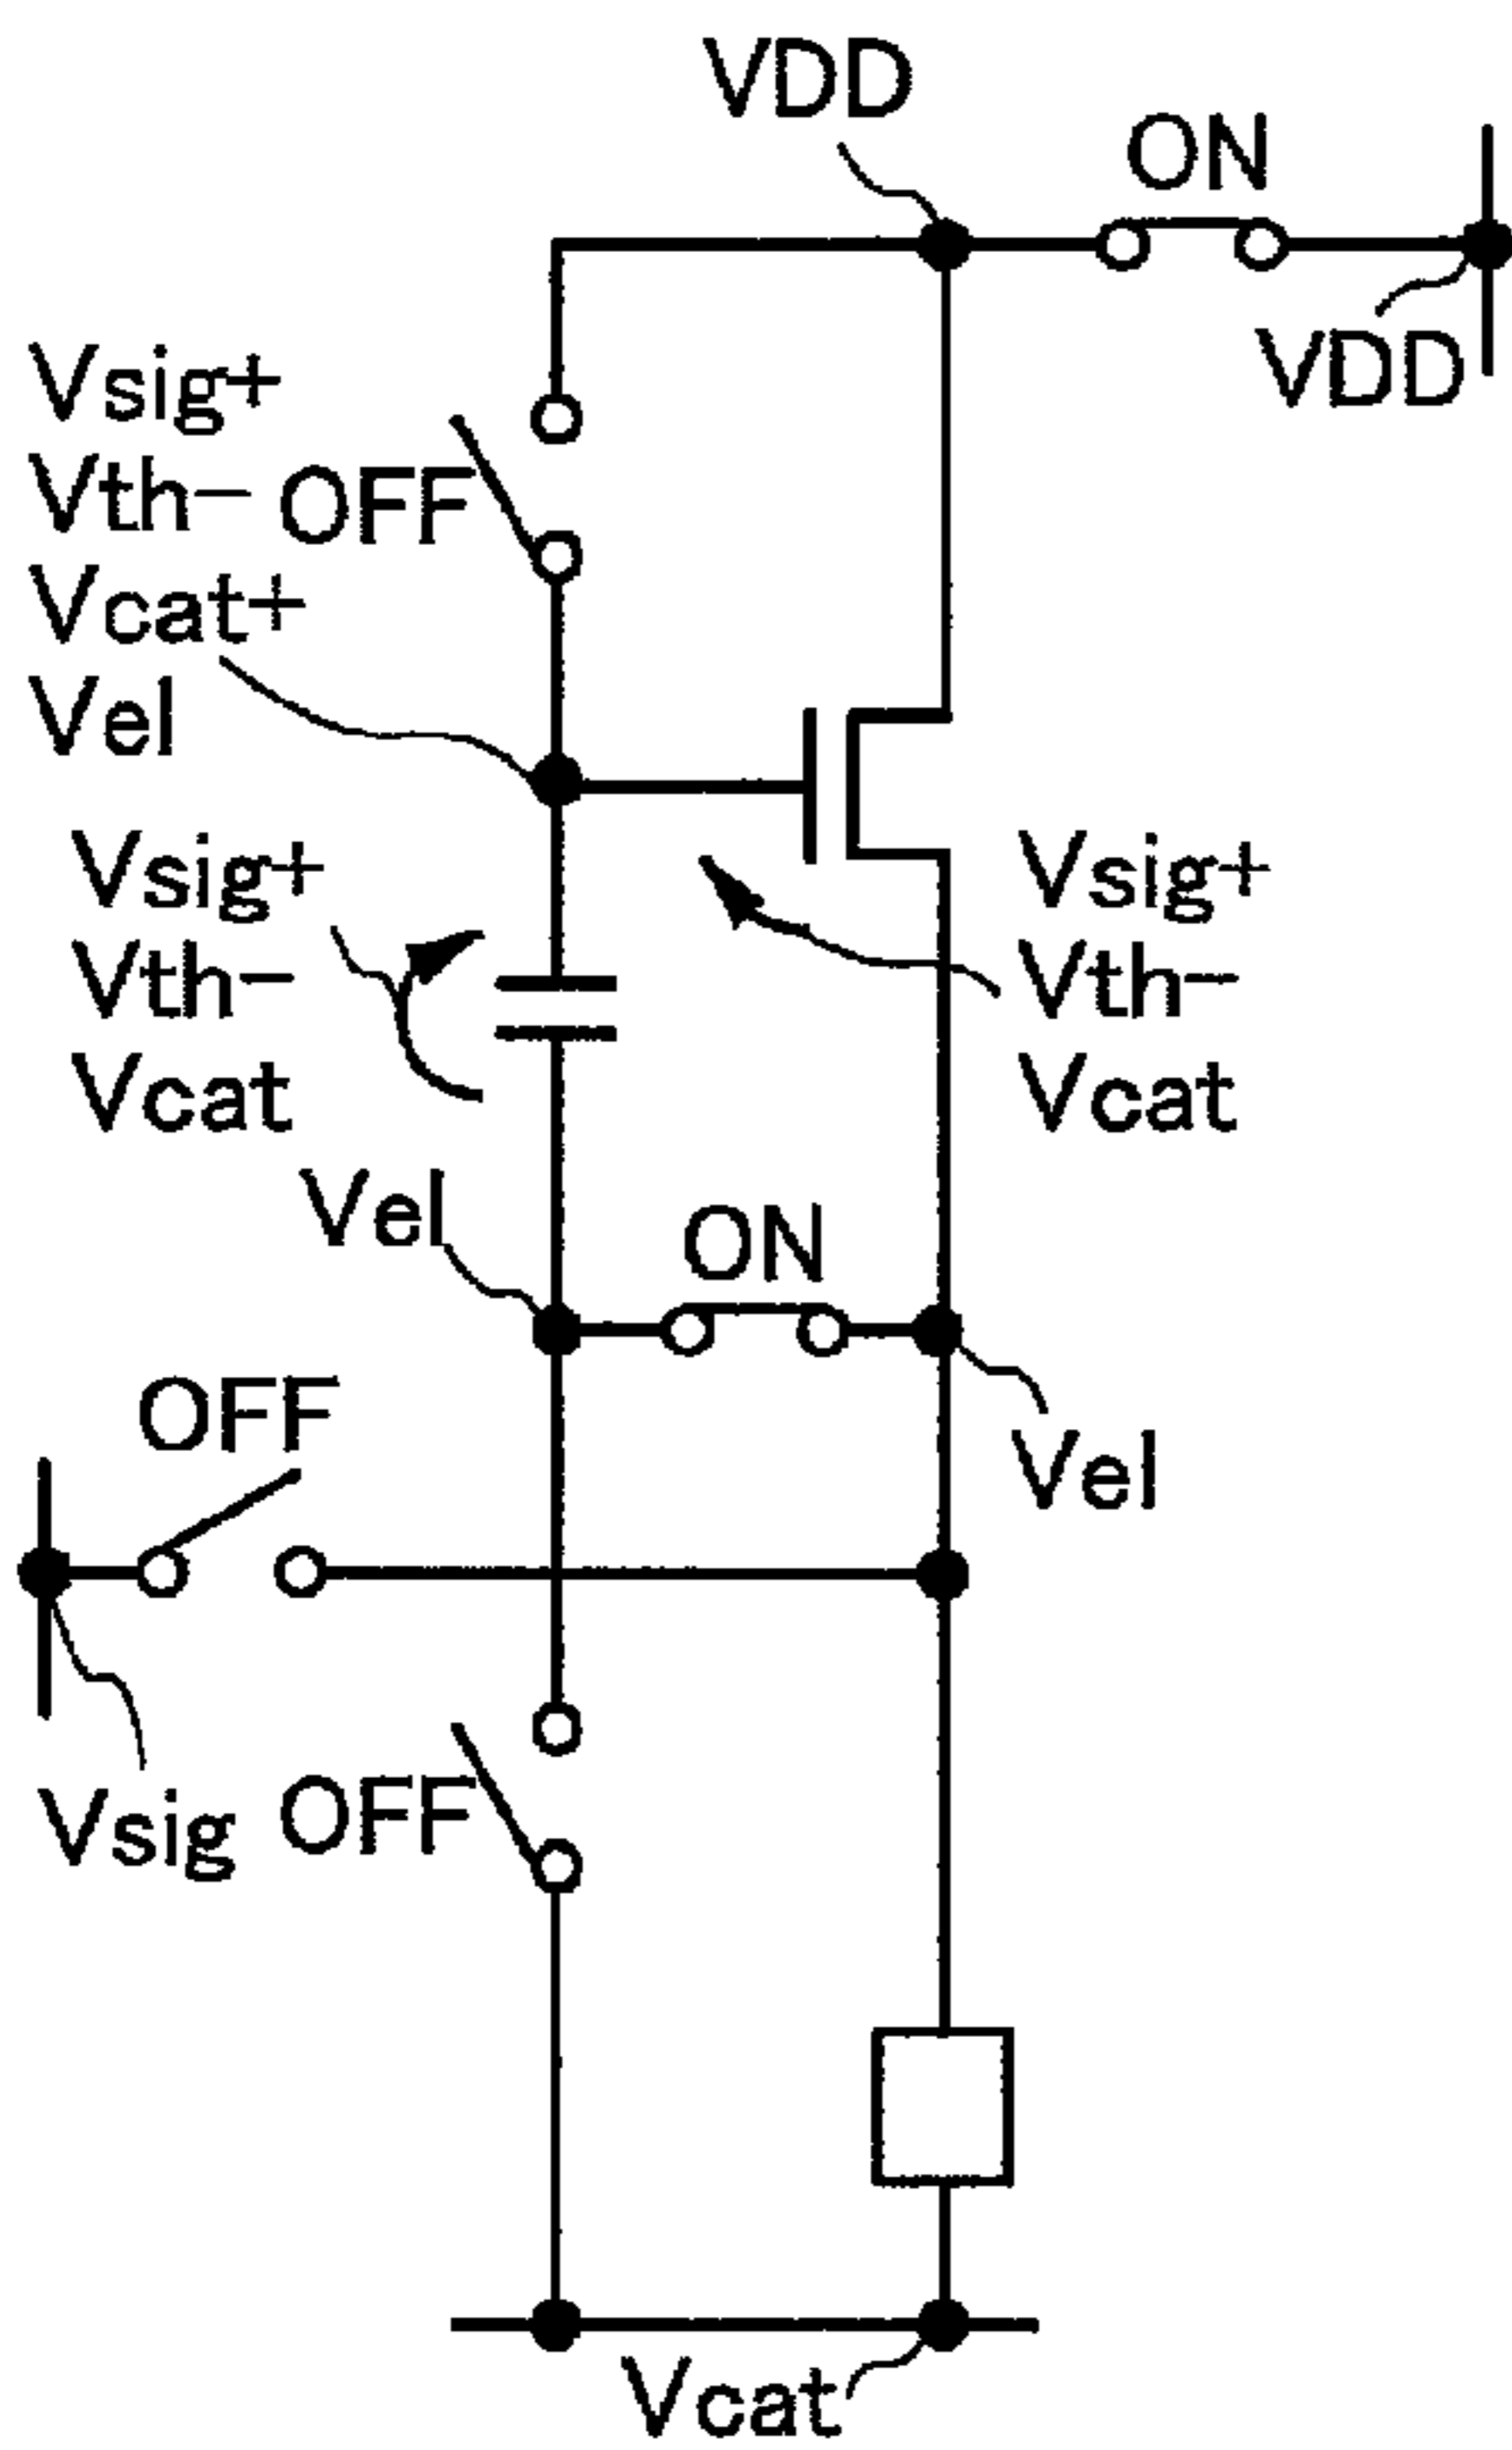 VDD
ON
VDD
Vsig+
Vth−
Vcat+
Vel
OFF
Vsig+
Vth−
Vcat
Vsig+
Vth−
Vcat
Vel
ON
Vel
OFF
Vsig
OFF
Vcat